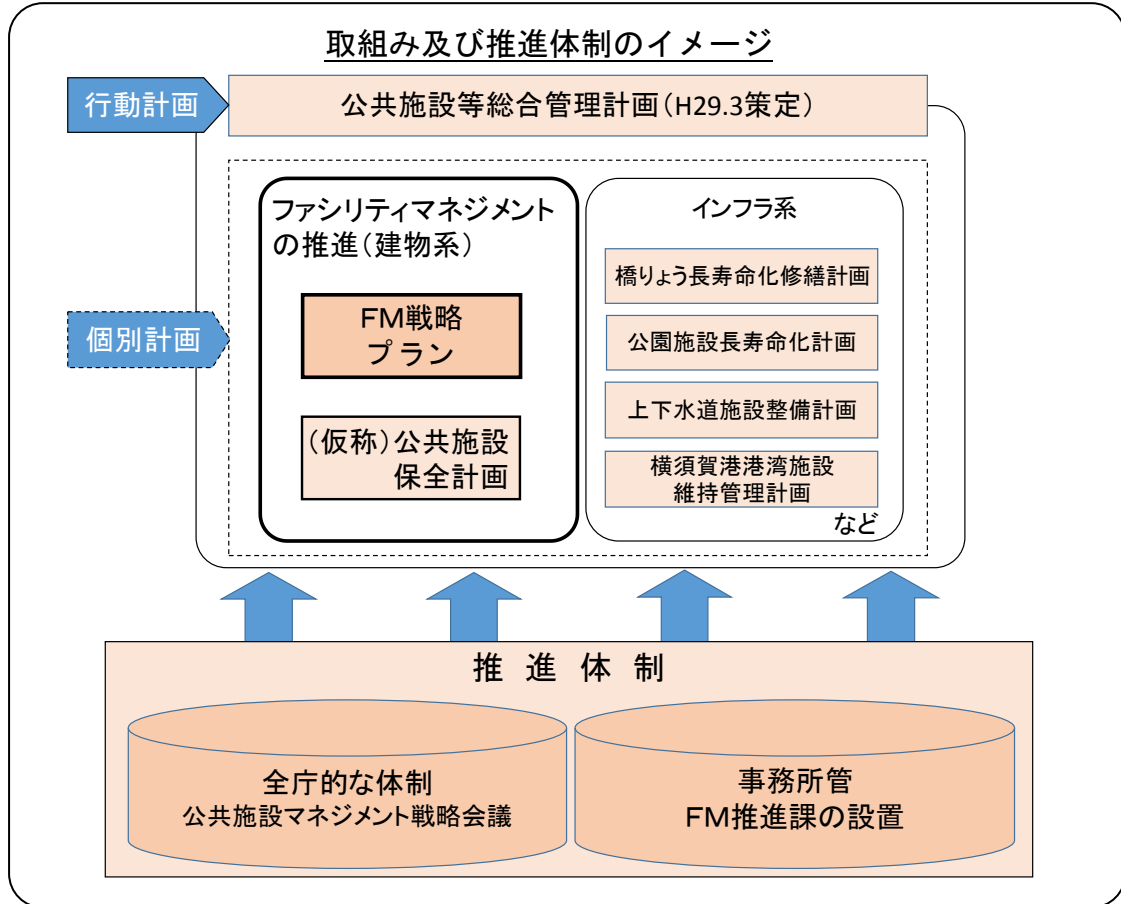 取組み及び推進体制のイメージ
行動計画
公共施設等総合管理計画(H29.3策定)
個別計画
ファシリティマネジメント
の推進(建物系)
FM戦略
プラン
(仮称)公共施設
保全計画
インフラ系
橋りょう長寿命化修繕計画
公園施設長寿命化計画
上下水道施設整備計画
横須賀港港湾施設
維持管理計画
など
推進体制
全庁的な体制
公共施設マネジメント戦略会議
事務所管
FM推進課の設置